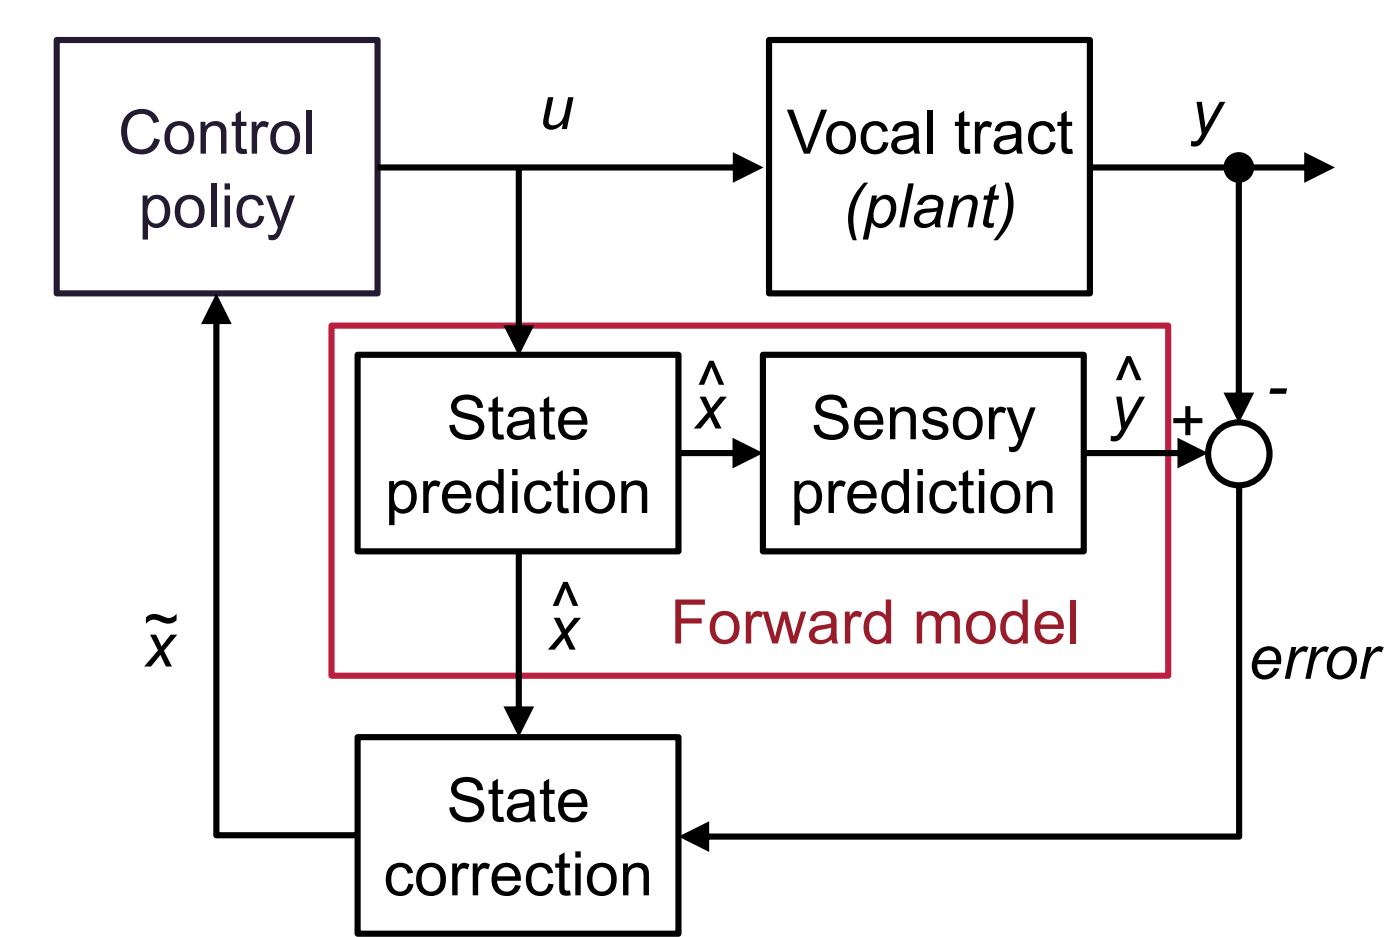 Control
policy
u
Vocal tract
(plant)
y
State
prediction
x̂
Sensory
prediction
ŷ
+
-
x̂
Forward model
x̃
error
State
correction